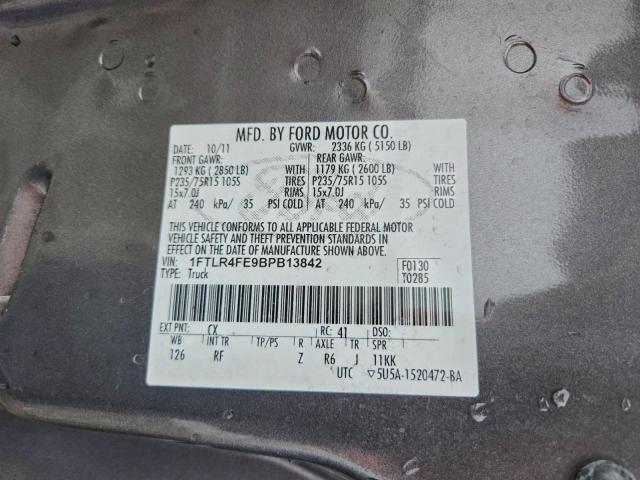 MFD. BY FORD MOTOR CO.
DATE: 10/11 GVWR: 2336 KG ( 5150 LB)
FRONT GAWR: REAR GAWR:
1293 KG ( 2850 LB) WITH 1179 KG ( 2600 LB) WITH
P235/75R15 105S TIRES P235/75R15 105S TIRES
15x7.0J RIMS 15x7.0J RIMS
AT 240 kPa/ 35 PSI COLD AT 240 kPa/ 35 PSI COLD
THIS VEHICLE CONFORMS TO ALL APPLICABLE FEDERAL MOTOR
VEHICLE SAFETY AND THEFT PREVENTION STANDARDS IN
EFFECT ON THE DATE OF MANUFACTURE SHOWN ABOVE.
VIN: 1FTLR4FE9BPB13842 F0130
TYPE: Truck T0285
EXT PNT: CX RC: 41 DSO:
WB INT TR TP/PS R AXLE TR SPR
126 RF Z R6 J 11KK
UTC ▽5U5A-1520472-BA